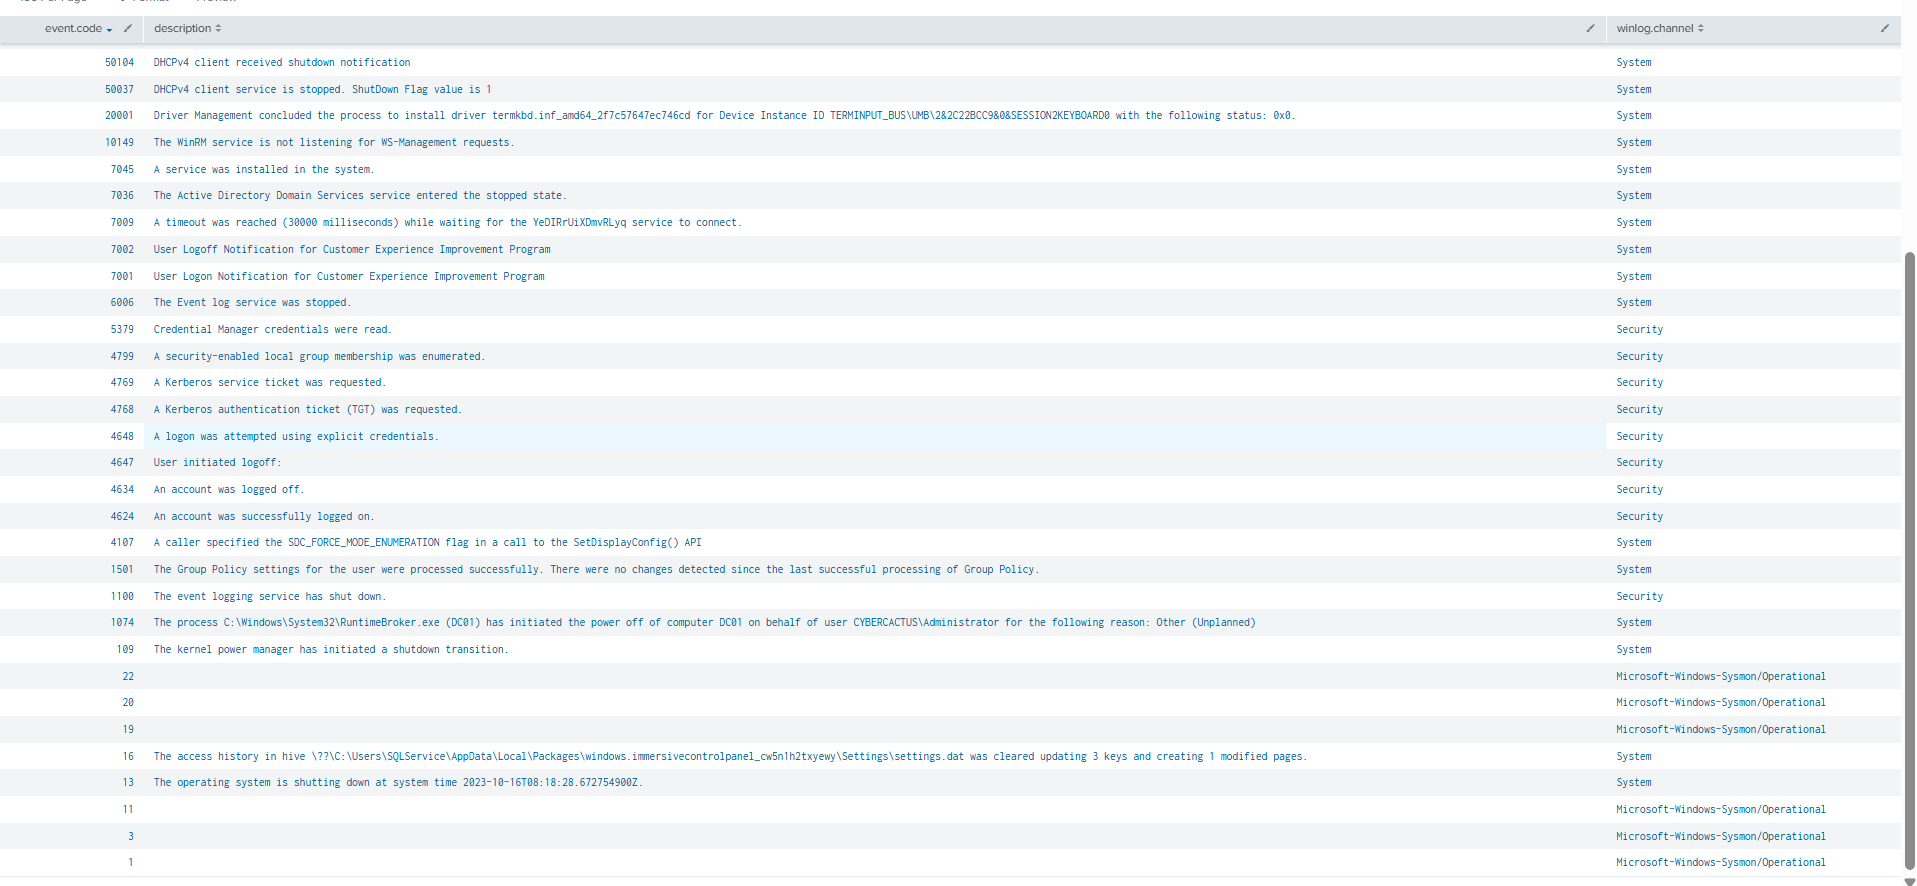 event.code description winlog.channel
50104 DHCPv4 client received shutdown notification System
50037 DHCPv4 client service is stopped. ShutDown Flag value is 1 System
20001 Driver Management concluded the process to install driver termkbd.inf_amd64_2f7c57647ec746cd for Device Instance ID TERMINPUT_BUS\UMB\2&2C22BCC9&0&SESSION2KEYBOARD0 with the following status: 0x0. System
10149 The WinRM service is not listening for WS-Management requests. System
7045 A service was installed in the system. System
7036 The Active Directory Domain Services service entered the stopped state. System
7009 A timeout was reached (30000 milliseconds) while waiting for the YeDIRrUiXDmvRLyq service to connect. System
7002 User Logoff Notification for Customer Experience Improvement Program System
7001 User Logon Notification for Customer Experience Improvement Program System
6006 The Event log service was stopped. System
5379 Credential Manager credentials were read. Security
4799 A security-enabled local group membership was enumerated. Security
4769 A Kerberos service ticket was requested. Security
4768 A Kerberos authentication ticket (TGT) was requested. Security
4648 A logon was attempted using explicit credentials. Security
4647 User initiated logoff: Security
4634 An account was logged off. Security
4624 An account was successfully logged on. Security
4107 A caller specified the SDC_FORCE_MODE_ENUMERATION flag in a call to the SetDisplayConfig() API System
1501 The Group Policy settings for the user were processed successfully. There were no changes detected since the last successful processing of Group Policy. System
1100 The event logging service has shut down. Security
1074 The process C:\Windows\System32\RuntimeBroker.exe (DC01) has initiated the power off of computer DC01 on behalf of user CYBERCACTUS\Administrator for the following reason: Other (Unplanned) System
109 The kernel power manager has initiated a shutdown transition. System
22 Microsoft-Windows-Sysmon/Operational
20 Microsoft-Windows-Sysmon/Operational
19 Microsoft-Windows-Sysmon/Operational
16 The access history in hive \??\C:\Users\SQLService\AppData\Local\Packages\windows.immersivecontrolpanel_cw5n1h2txyewy\Settings\settings.dat was cleared updating 3 keys and creating 1 modified pages. System
13 The operating system is shutting down at system time 2023-10-16T08:18:28.672754900Z. System
11 Microsoft-Windows-Sysmon/Operational
3 Microsoft-Windows-Sysmon/Operational
1 Microsoft-Windows-Sysmon/Operational